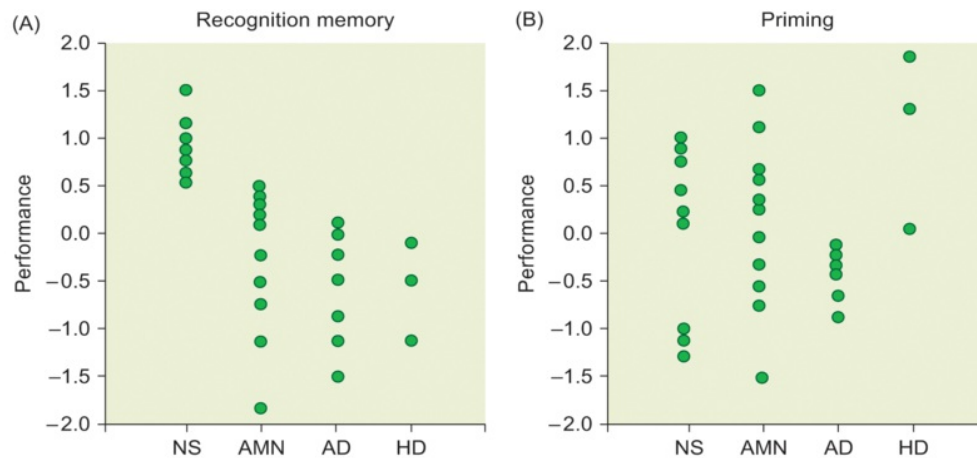 (A)
Recognition memory
Performance
2.0
1.5
1.0
0.5
0.0
–0.5
–1.0
–1.5
–2.0
NS AMN AD HD
(B)
Priming
Performance
2.0
1.5
1.0
0.5
0.0
–0.5
–1.0
–1.5
–2.0
NS AMN AD HD